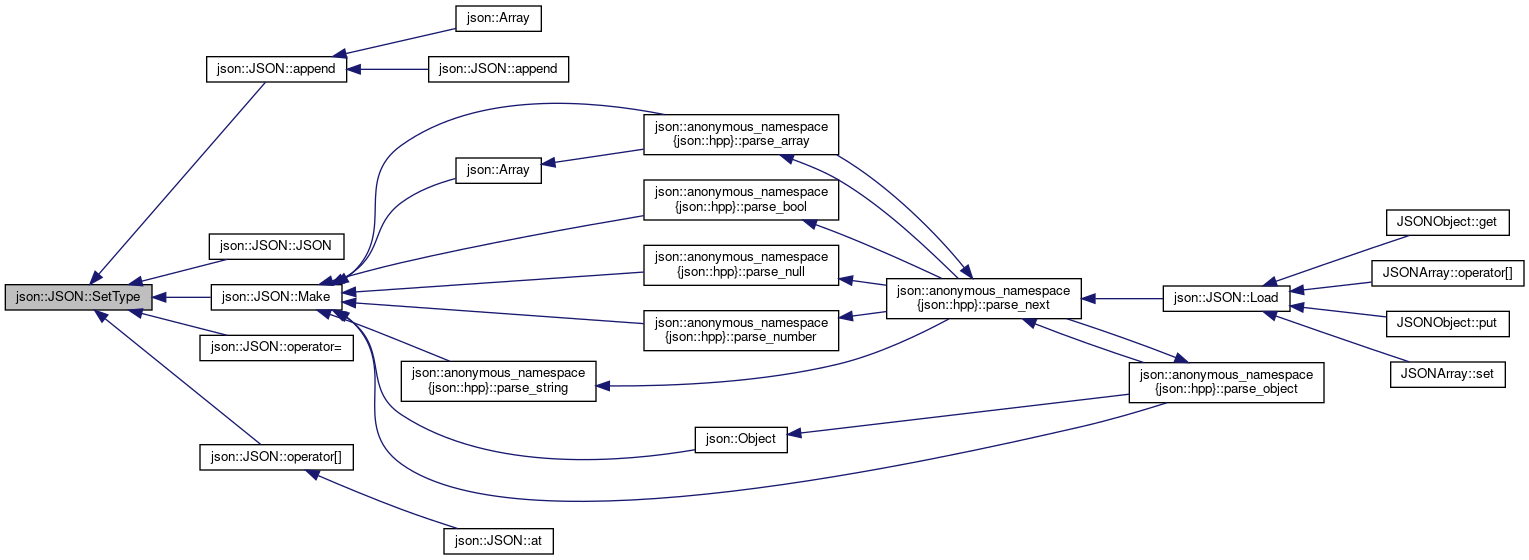 json::Array
json::JSON::append
json::JSON::append
json::anonymous_namespace
{json::hpp}::parse_array
json::Array
json::anonymous_namespace
{json::hpp}::parse_bool
json::JSON::JSON
json::anonymous_namespace
{json::hpp}::parse_null
JSONObject::get
JSONArray::operator[]
json::JSON::SetType
json::JSON::Make
json::anonymous_namespace
{json::hpp}::parse_next
json::JSON::Load
json::anonymous_namespace
{json::hpp}::parse_number
JSONObject::put
json::JSON::operator=
json::anonymous_namespace
{json::hpp}::parse_string
json::anonymous_namespace
{json::hpp}::parse_object
JSONArray::set
json::Object
json::JSON::operator[]
json::JSON::at